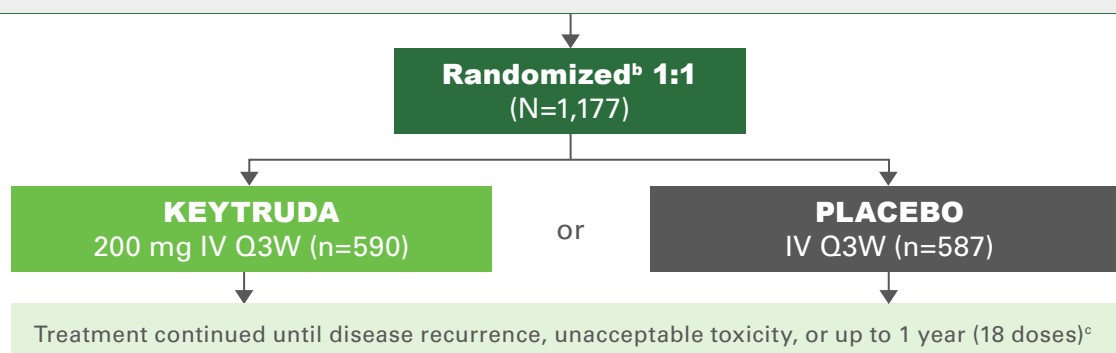 Randomizedᵇ 1:1
(N=1,177)
KEYTRUDA
200 mg IV Q3W (n=590)
or
PLACEBO
IV Q3W (n=587)
Treatment continued until disease recurrence, unacceptable toxicity, or up to 1 year (18 doses)ᶜ